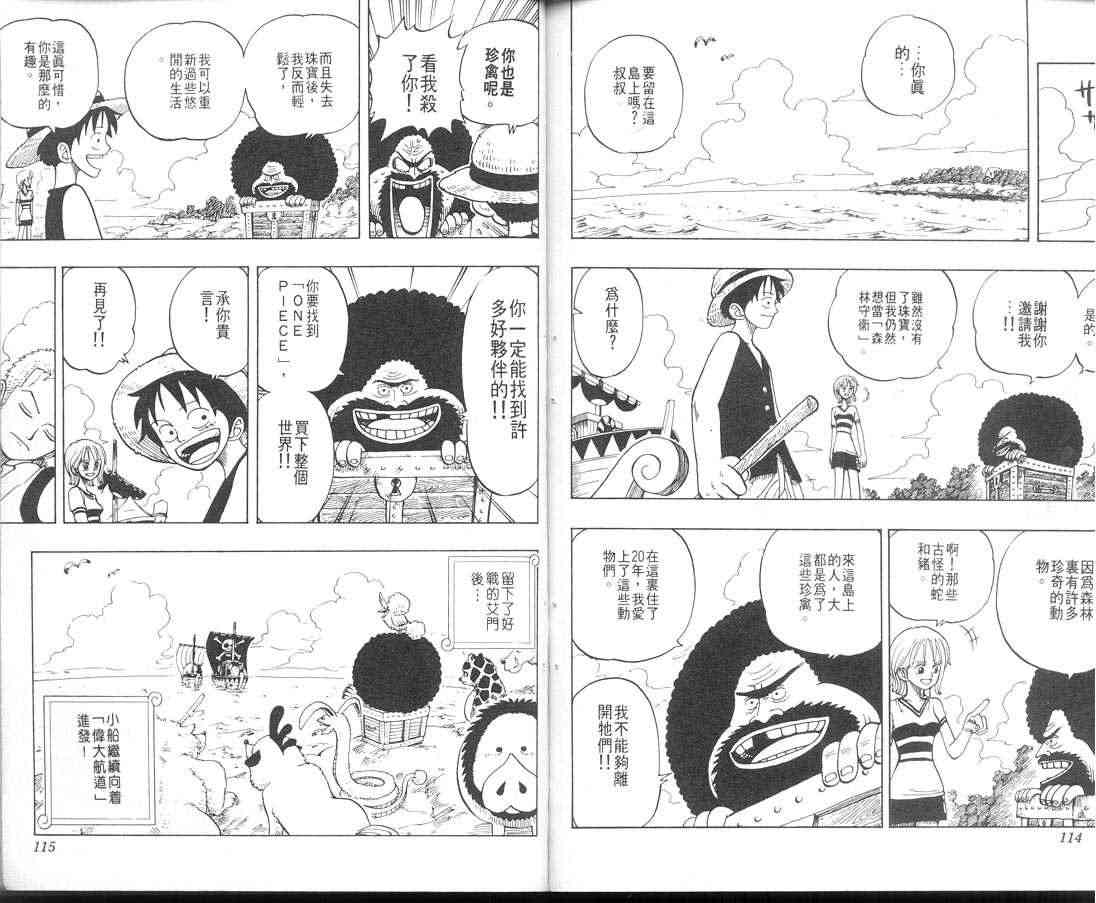 ザ
ザ
…你真
的…
要留在這
島上嗎?
叔叔
是
的。
謝謝你
邀請我
…!!
雖然沒有
了珠寶,
但我仍然
想當「森
林守衛」。
爲什麼?
因爲森林
裏有許多
珍奇的動
物。
啊!那些
古怪的蛇
和豬。
來這島上
的人,大
都是爲了
這些珍禽。
在這裏住了
20年,我愛
上了這些動
物們。
我不能夠離
開牠們!!
114
你也是
珍禽呢。
看我殺
了你!
而且失去
珠寶後,
我反而輕
鬆了,
我可以重
新過些悠
閒的生活
。
這真可惜,
你是那麼的
有趣。
你一定能找到許
多好夥伴的!!
你要找到
「ONE
PIECE」,
買下整個
世界!!
承你貴
言!
再見了!!
留下了好
戰的艾門
後…
小船繼續向着
「偉大航道」
進發!
115